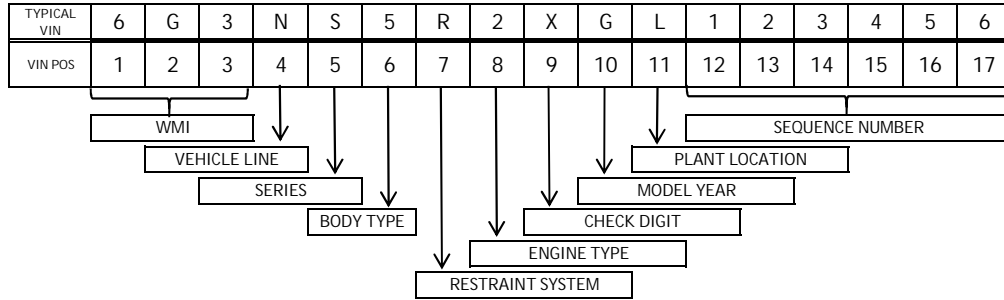 TYPICAL VIN 6 G 3 N S 5 R 2 X G L 1 2 3 4 5 6
VIN POS 1 2 3 4 5 6 7 8 9 10 11 12 13 14 15 16 17
WMI SEQUENCE NUMBER
VEHICLE LINE PLANT LOCATION
SERIES MODEL YEAR
BODY TYPE CHECK DIGIT
ENGINE TYPE
RESTRAINT SYSTEM